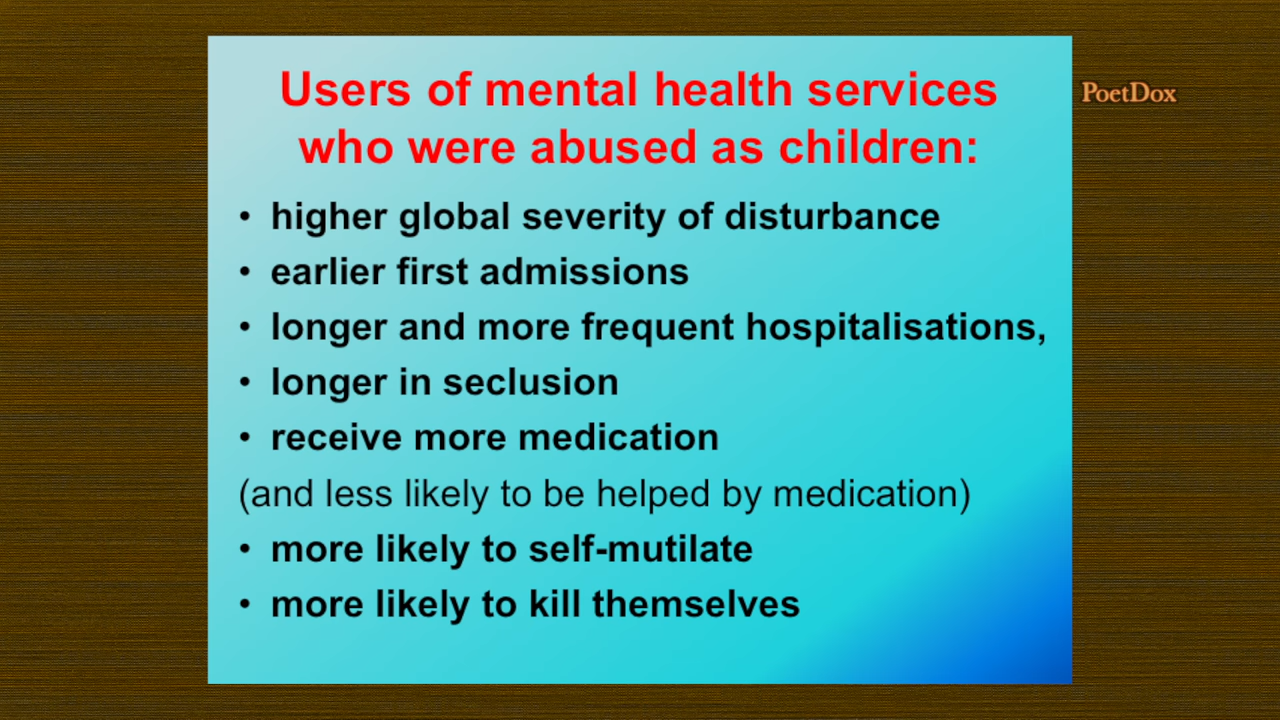 Users of mental health services
who were abused as children:
PoetDox
• higher global severity of disturbance
• earlier first admissions
• longer and more frequent hospitalisations,
• longer in seclusion
• receive more medication
(and less likely to be helped by medication)
• more likely to self-mutilate
• more likely to kill themselves